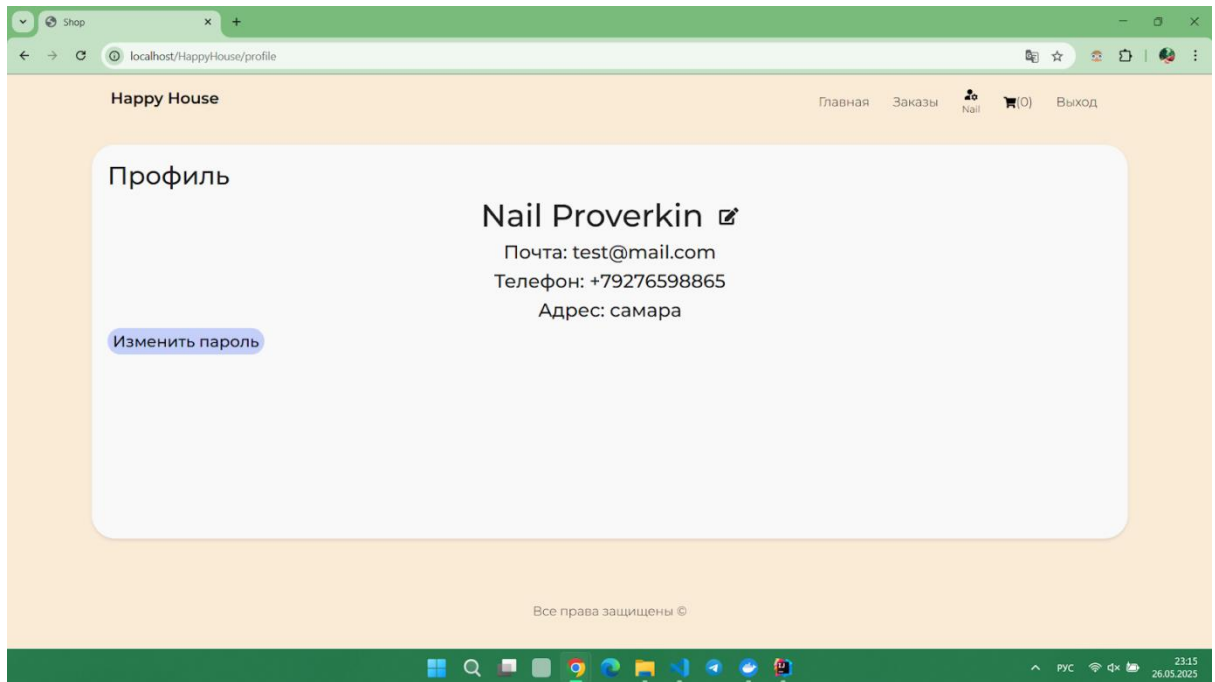 Shop
localhost/HappyHouse/profile
Happy House
Главная Заказы Nail (0) Выход
Профиль
Nail Proverkin
Почта: test@mail.com
Телефон: +79276598865
Адрес: самара
Изменить пароль
Все права защищены ©
РУС 23:15
26.05.2025